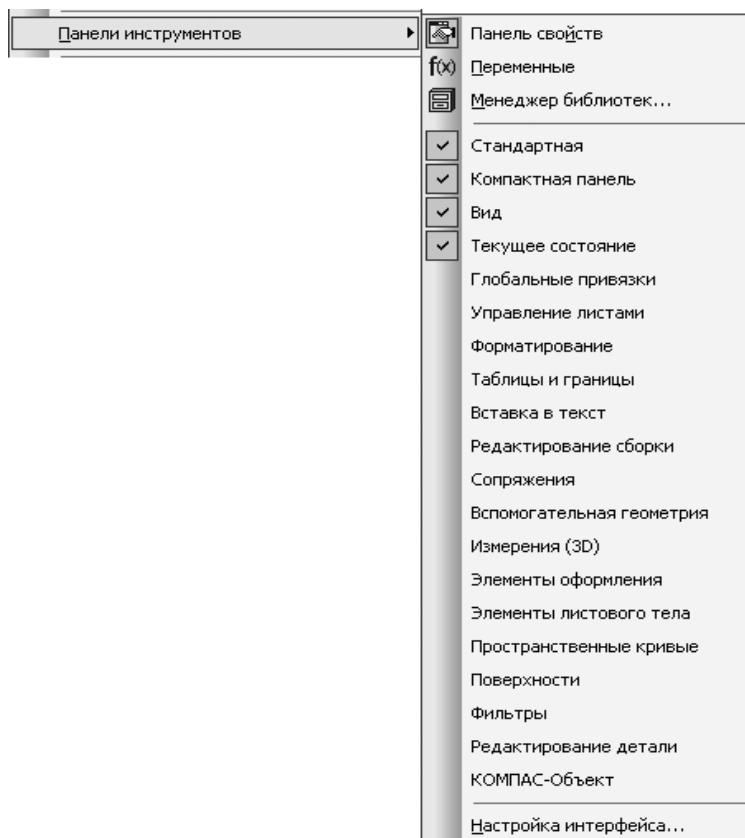 Панели инструментов
Панель свойств
f(x) Переменные
Менеджер библиотек...
Стандартная
Компактная панель
Вид
Текущее состояние
Глобальные привязки
Управление листами
Форматирование
Таблицы и границы
Вставка в текст
Редактирование сборки
Сопряжения
Вспомогательная геометрия
Измерения (3D)
Элементы оформления
Элементы листового тела
Пространственные кривые
Поверхности
Фильтры
Редактирование детали
КОМПАС-Объект
Настройка интерфейса...